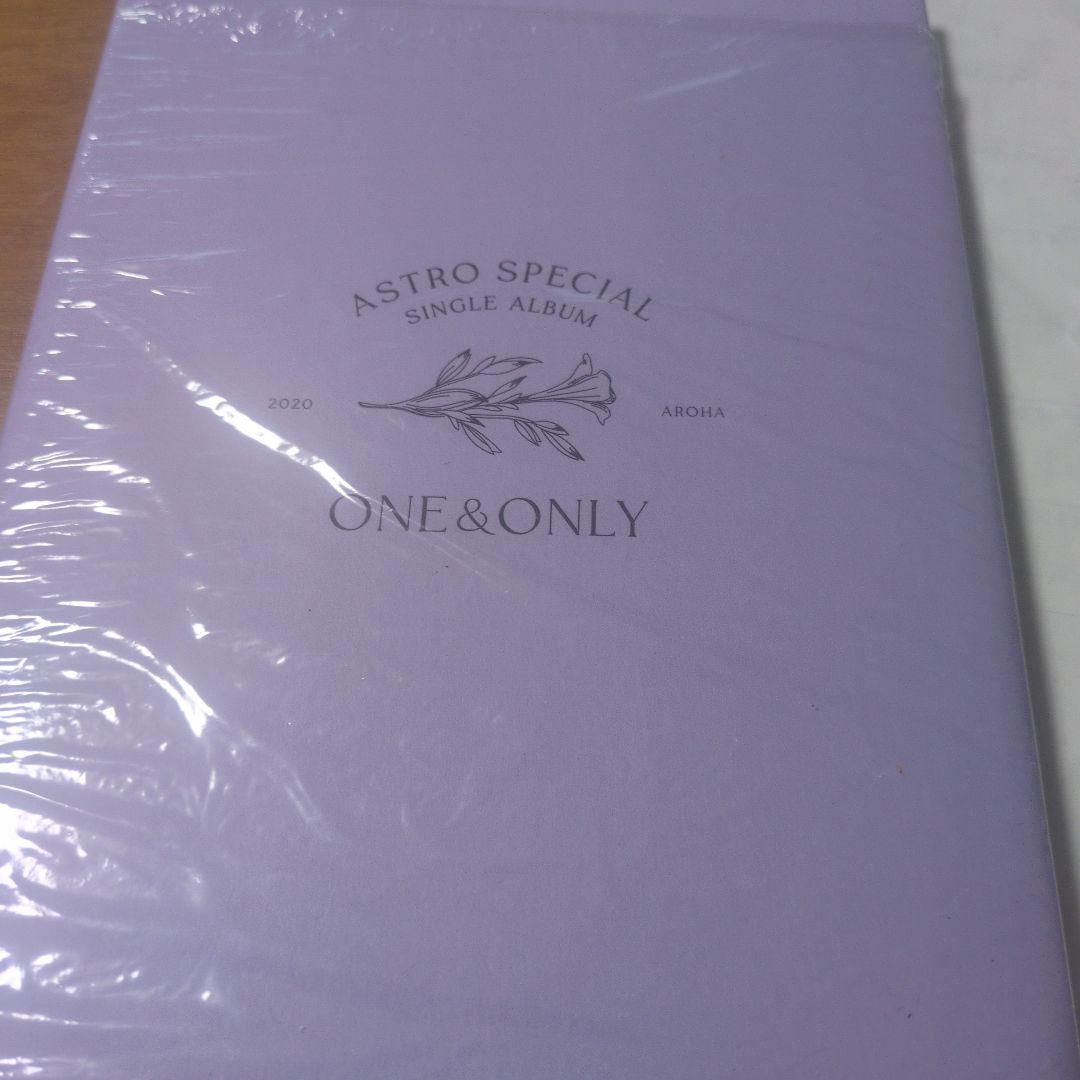 ASTRO SPECIAL
SINGLE ALBUM
2020
AROHA
ONE&ONLY